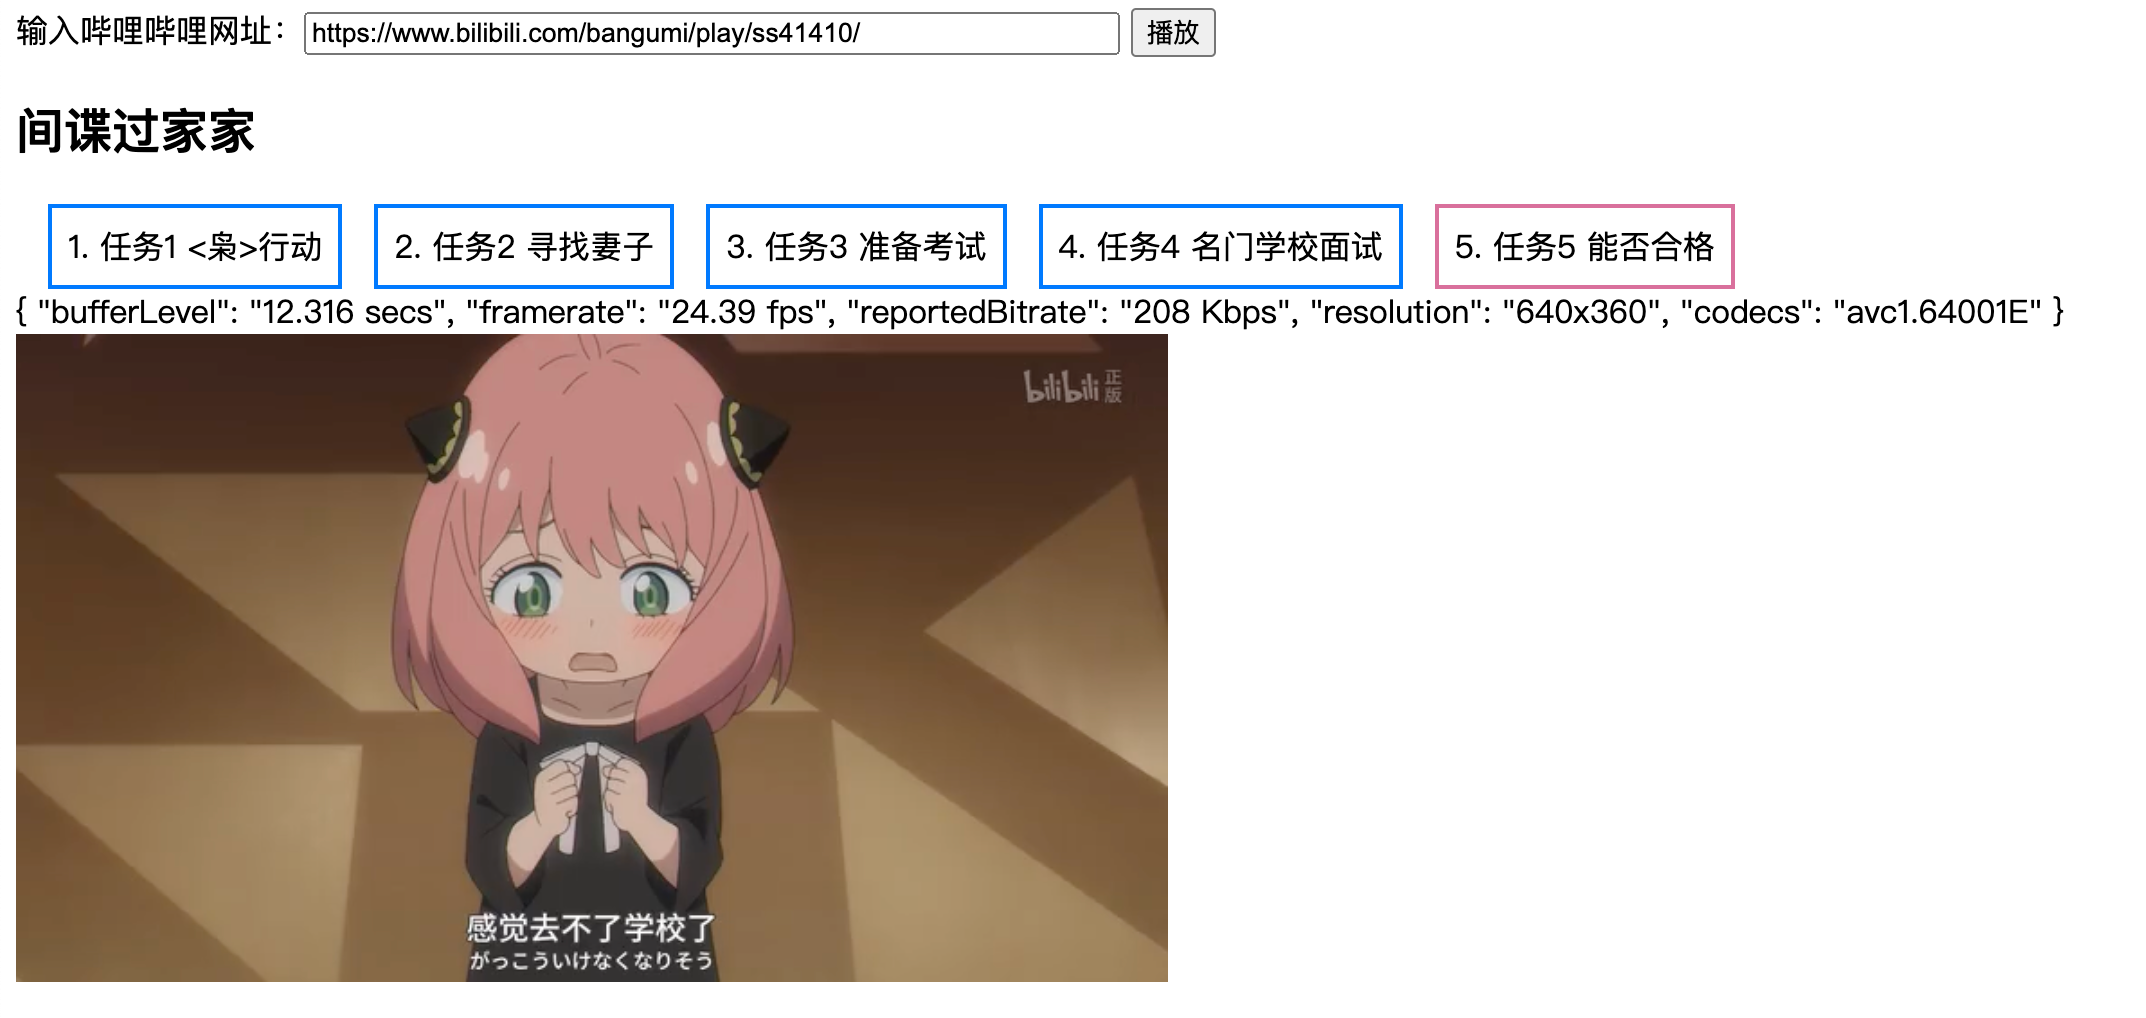 输入哔哩哔哩网址： https://www.bilibili.com/bangumi/play/ss41410/ 播放
间谍过家家
1. 任务1 <枭>行动 2. 任务2 寻找妻子 3. 任务3 准备考试 4. 任务4 名门学校面试 5. 任务5 能否合格
{ "bufferLevel": "12.316 secs", "framerate": "24.39 fps", "reportedBitrate": "208 Kbps", "resolution": "640x360", "codecs": "avc1.64001E" }
bilibili 正版
感觉去不了学校了
がっこういけなくなりそう